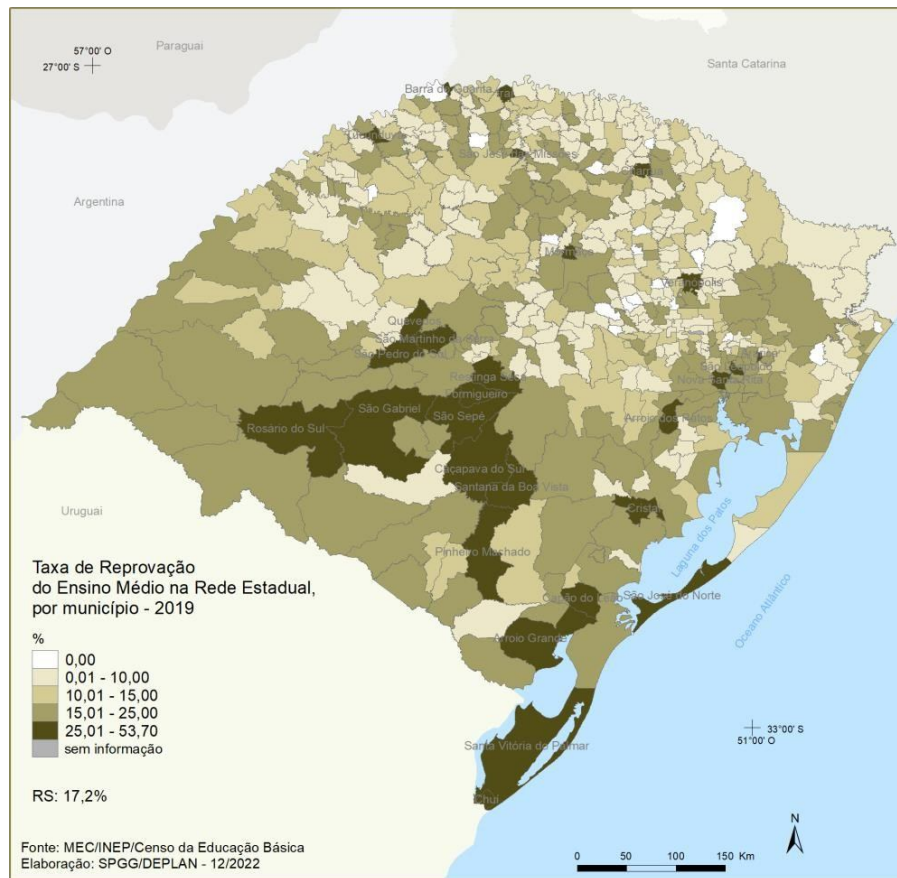 Paraguai
57°00' O
27°00' S
Santa Catarina
Barra do Guarita
São José das Missões
Argentina
Veranópolis
Quevedos
São Martinho da Serra
São Pedro do Sul
Nova Santa Rita
Restinga Seca
Formigueiro
São Gabriel
São Sepé
Arroio dos Ratos
Rosário do Sul
Caçapava do Sul
Santana da Boa Vista
Cristal
Uruguai
Laguna dos Patos
Pinheiro Machado
Oceano Atlântico
Taxa de Reprovação
do Ensino Médio na Rede Estadual,
por município - 2019
Capão do Leão
São José do Norte
Arroio Grande
%
0,00
0,01 - 10,00
10,01 - 15,00
15,01 - 25,00
25,01 - 53,70
sem informação
33°00' S
51°00' O
Santa Vitória do Palmar
Chuí
RS: 17,2%
N
Fonte: MEC/INEP/Censo da Educação Básica
Elaboração: SPGG/DEPLAN - 12/2022
0 50 100 150 Km